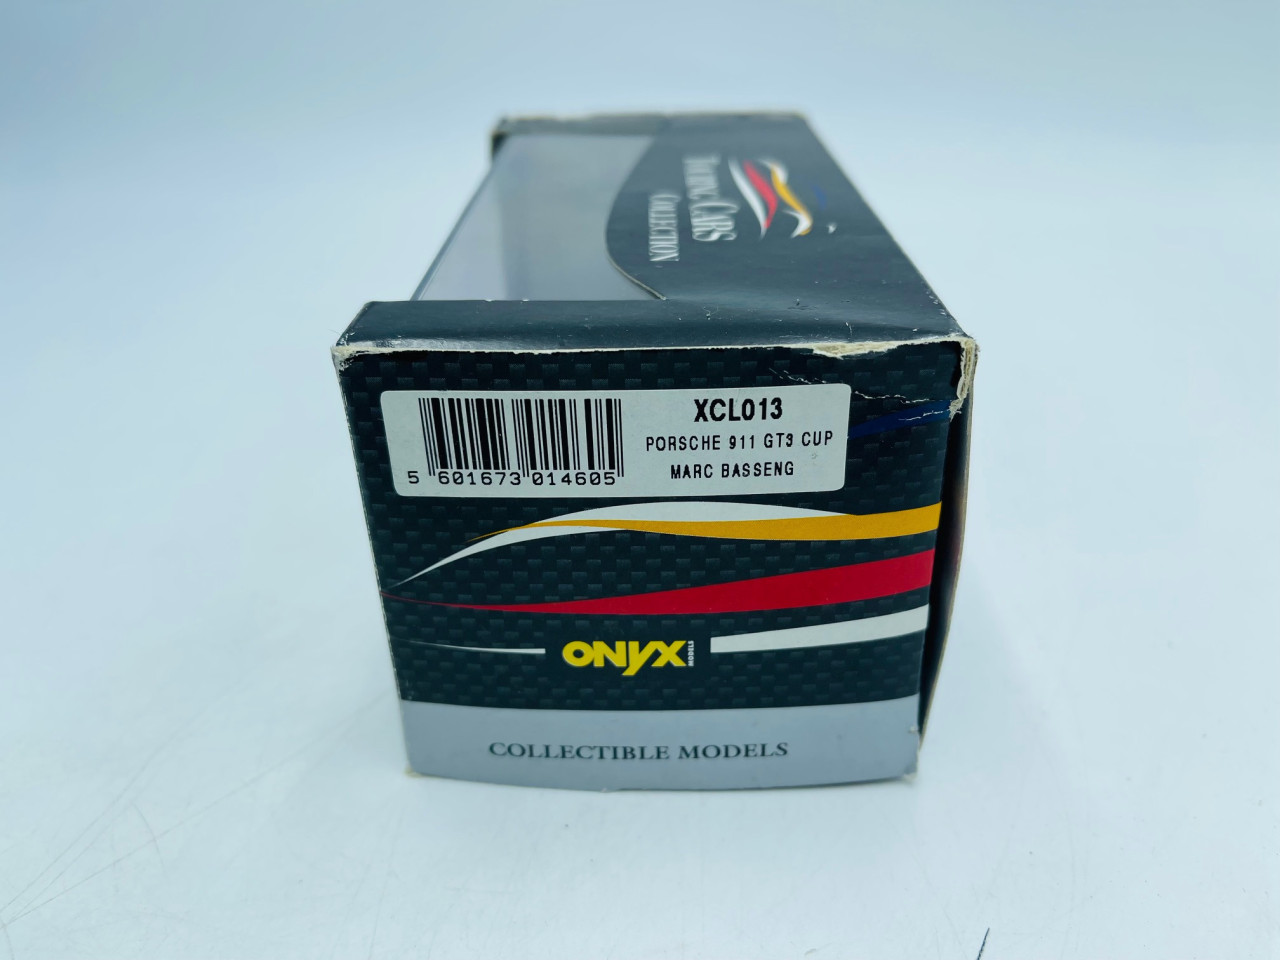 TOURING CARS
COLLECTION
XCL013
PORSCHE 911 GT3 CUP
MARC BASSENG
5 601673 014605
ONYX
MODELS
COLLECTIBLE MODELS